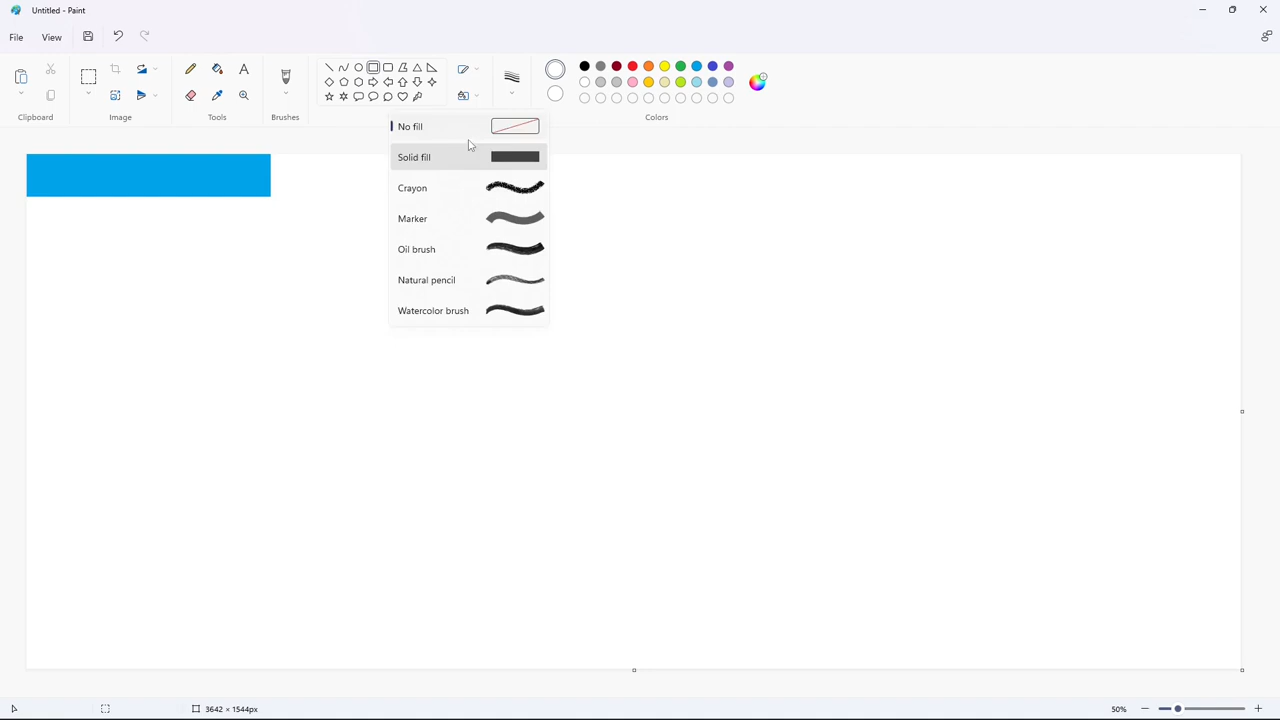 Untitled - Paint
File
View
Clipboard
Image
Tools
Brushes
Colors
No fill
Solid fill
Crayon
Marker
Oil brush
Natural pencil
Watercolor brush
3642 × 1544px
50%